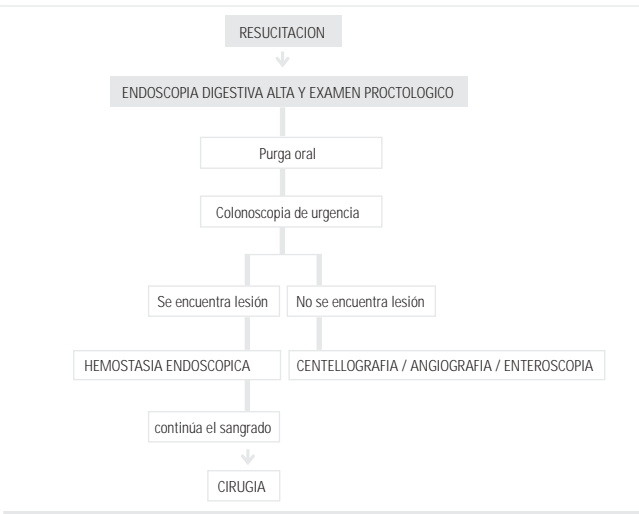 RESUCITACION
ENDOSCOPIA DIGESTIVA ALTA Y EXAMEN PROCTOLOGICO
Purga oral
Colonoscopia de urgencia
Se encuentra lesión
No se encuentra lesión
HEMOSTASIA ENDOSCOPICA
CENTELLOGRAFIA / ANGIOGRAFIA / ENTEROSCOPIA
continúa el sangrado
CIRUGIA